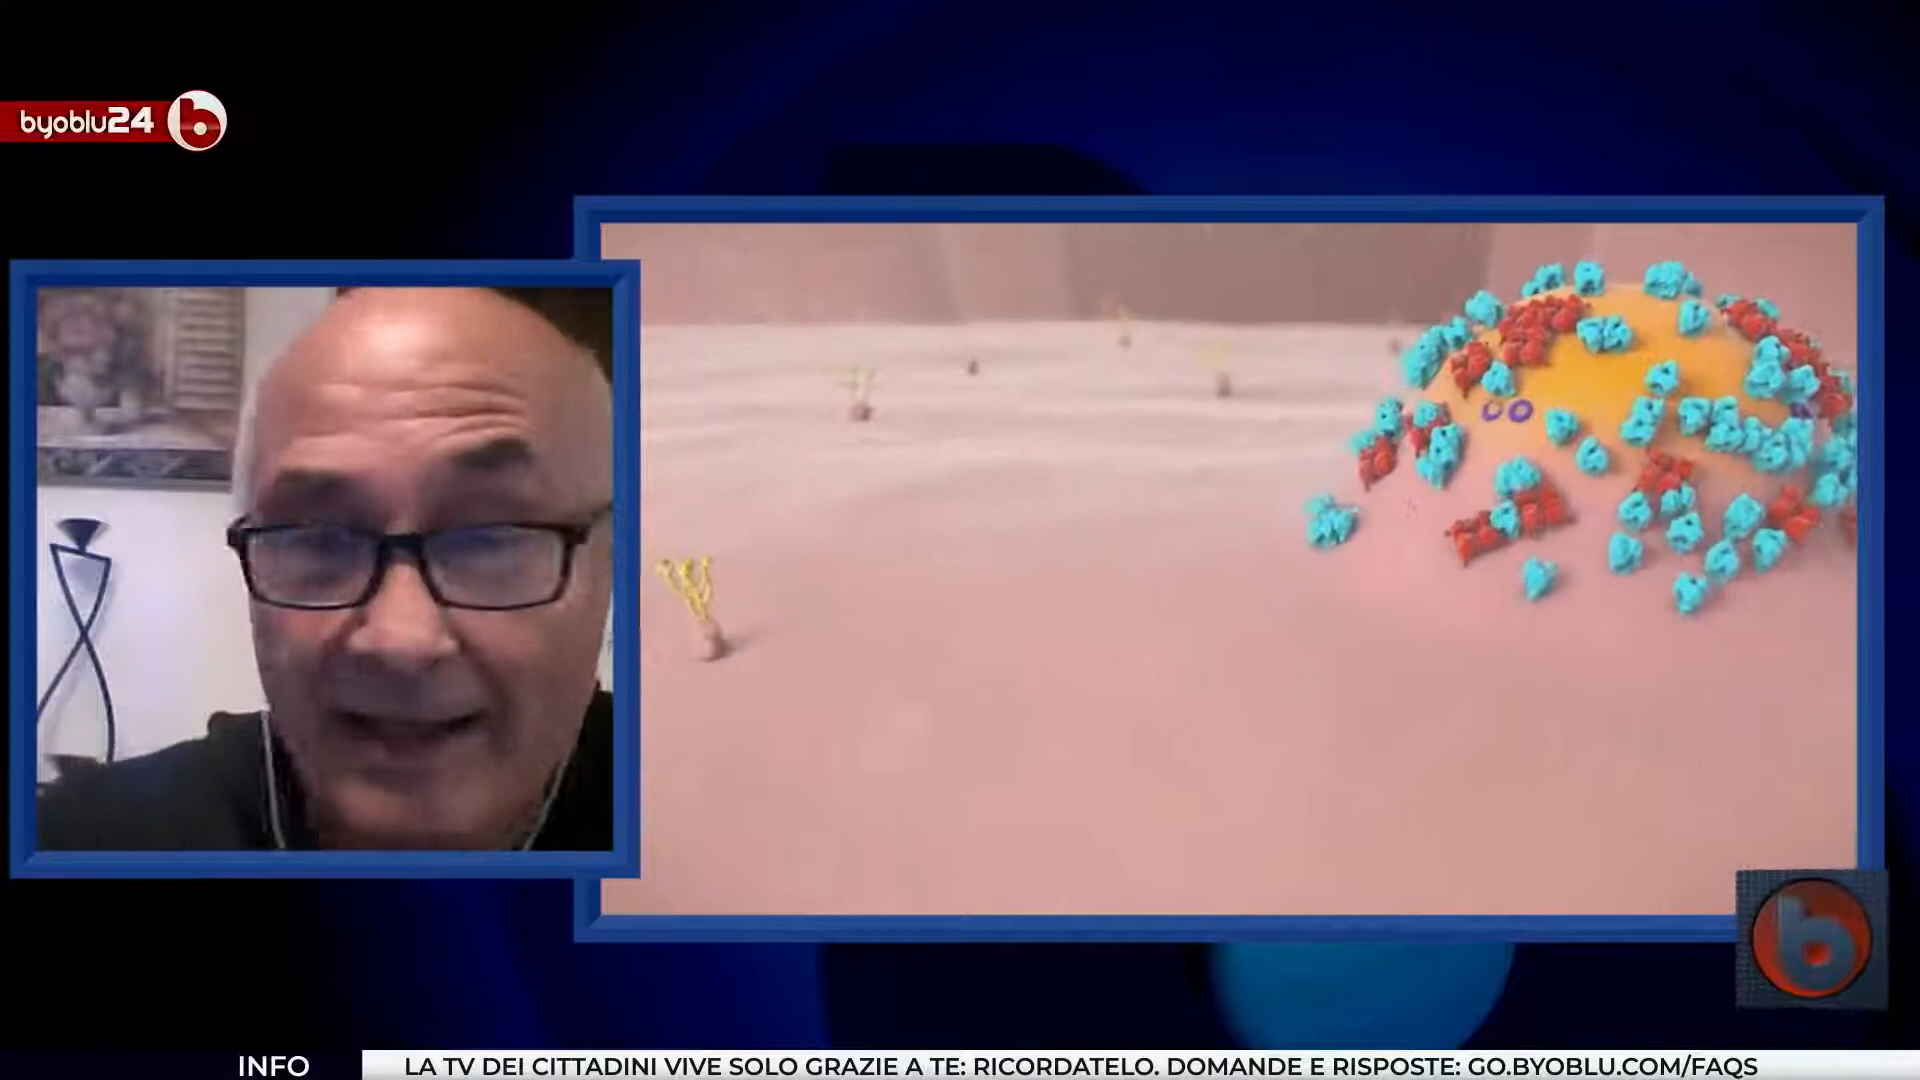 byoblu24 b
b
INFO LA TV DEI CITTADINI VIVE SOLO GRAZIE A TE: RICORDATELO. DOMANDE E RISPOSTE: GO.BYOBLU.COM/FAQS